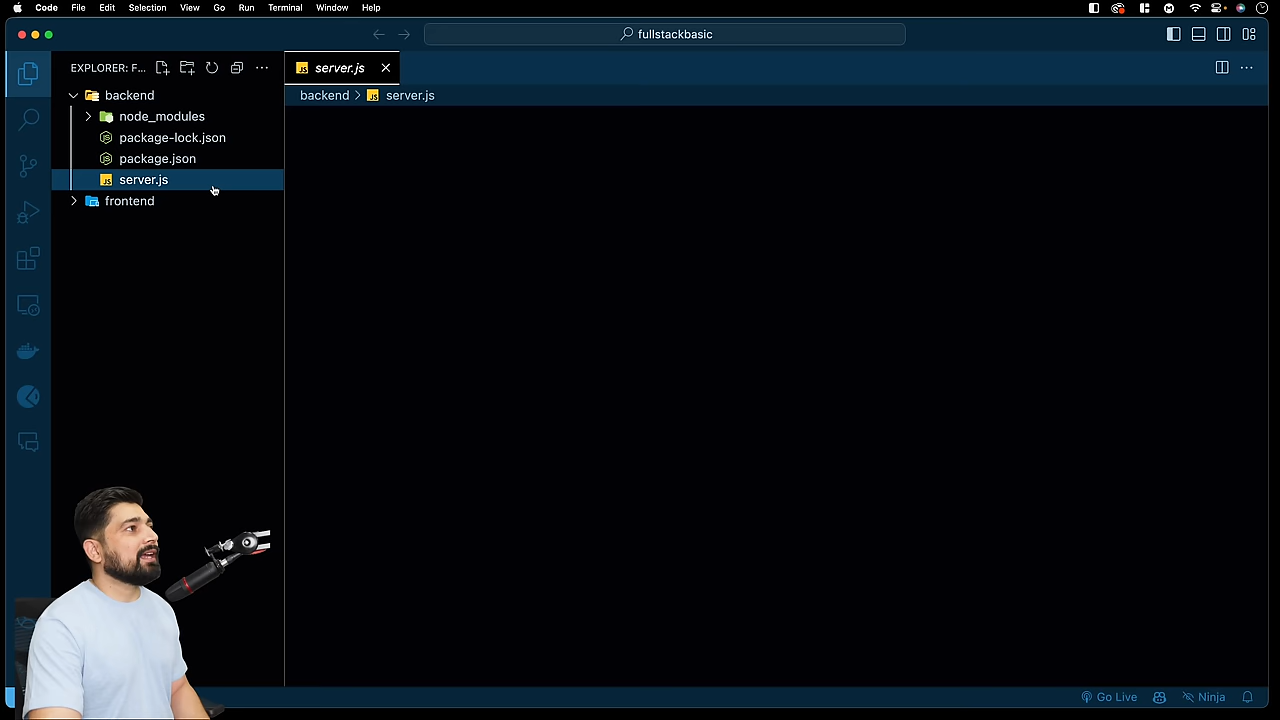 Code File Edit Selection View Go Run Terminal Window Help
fullstackbasic
EXPLORER: F...
server.js
backend
backend > server.js
node_modules
package-lock.json
package.json
server.js
frontend
Go Live
Ninja